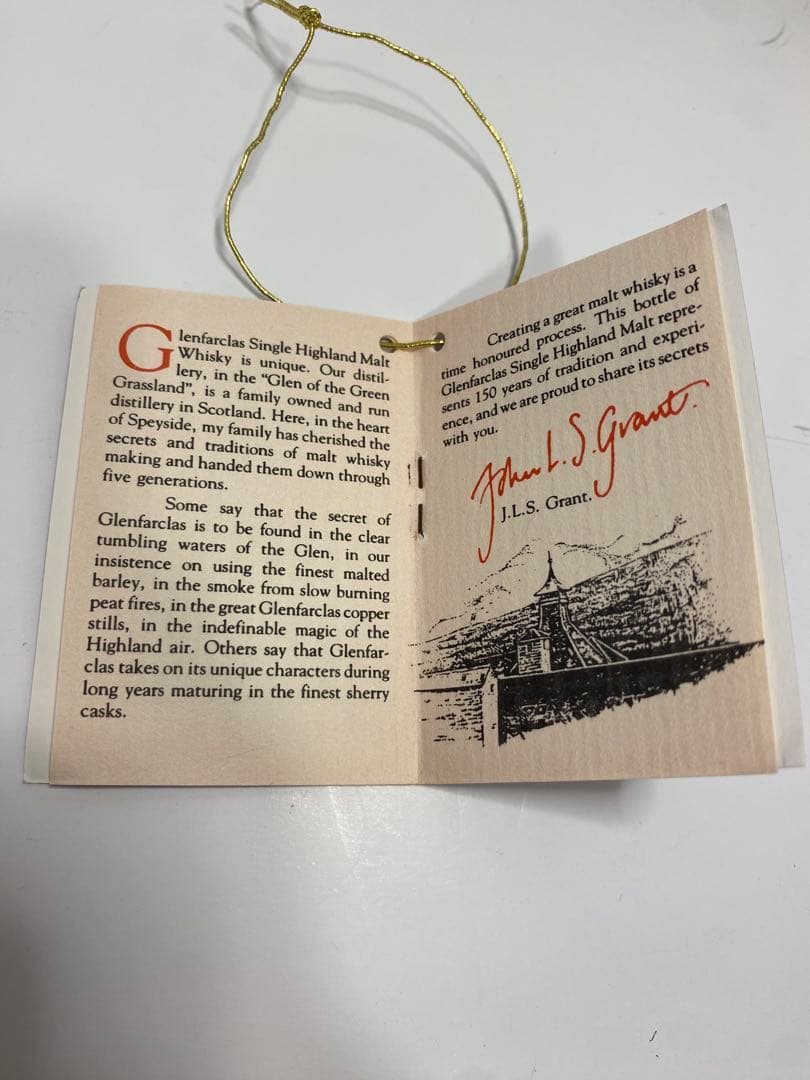 Glenfarclas Single Highland Malt
Whisky is unique. Our distil-
lery, in the “Glen of the Green
Grassland”, is a family owned and run
distillery in Scotland. Here, in the heart
of Speyside, my family has cherished the
secrets and traditions of malt whisky
making and handed them down through
five generations.
Some say that the secret of
Glenfarclas is to be found in the clear
tumbling waters of the Glen, in our
insistence on using the finest malted
barley, in the smoke from slow burning
peat fires, in the great Glenfarclas copper
stills, in the indefinable magic of the
Highland air. Others say that Glenfar-
clas takes on its unique characters during
long years maturing in the finest sherry
casks.
Creating a great malt whisky is a
time honoured process. This bottle of
Glenfarclas Single Highland Malt repre-
sents 150 years of tradition and experi-
ence, and we are proud to share its secrets
with you.
John L. S. Grant.
J.L.S. Grant.